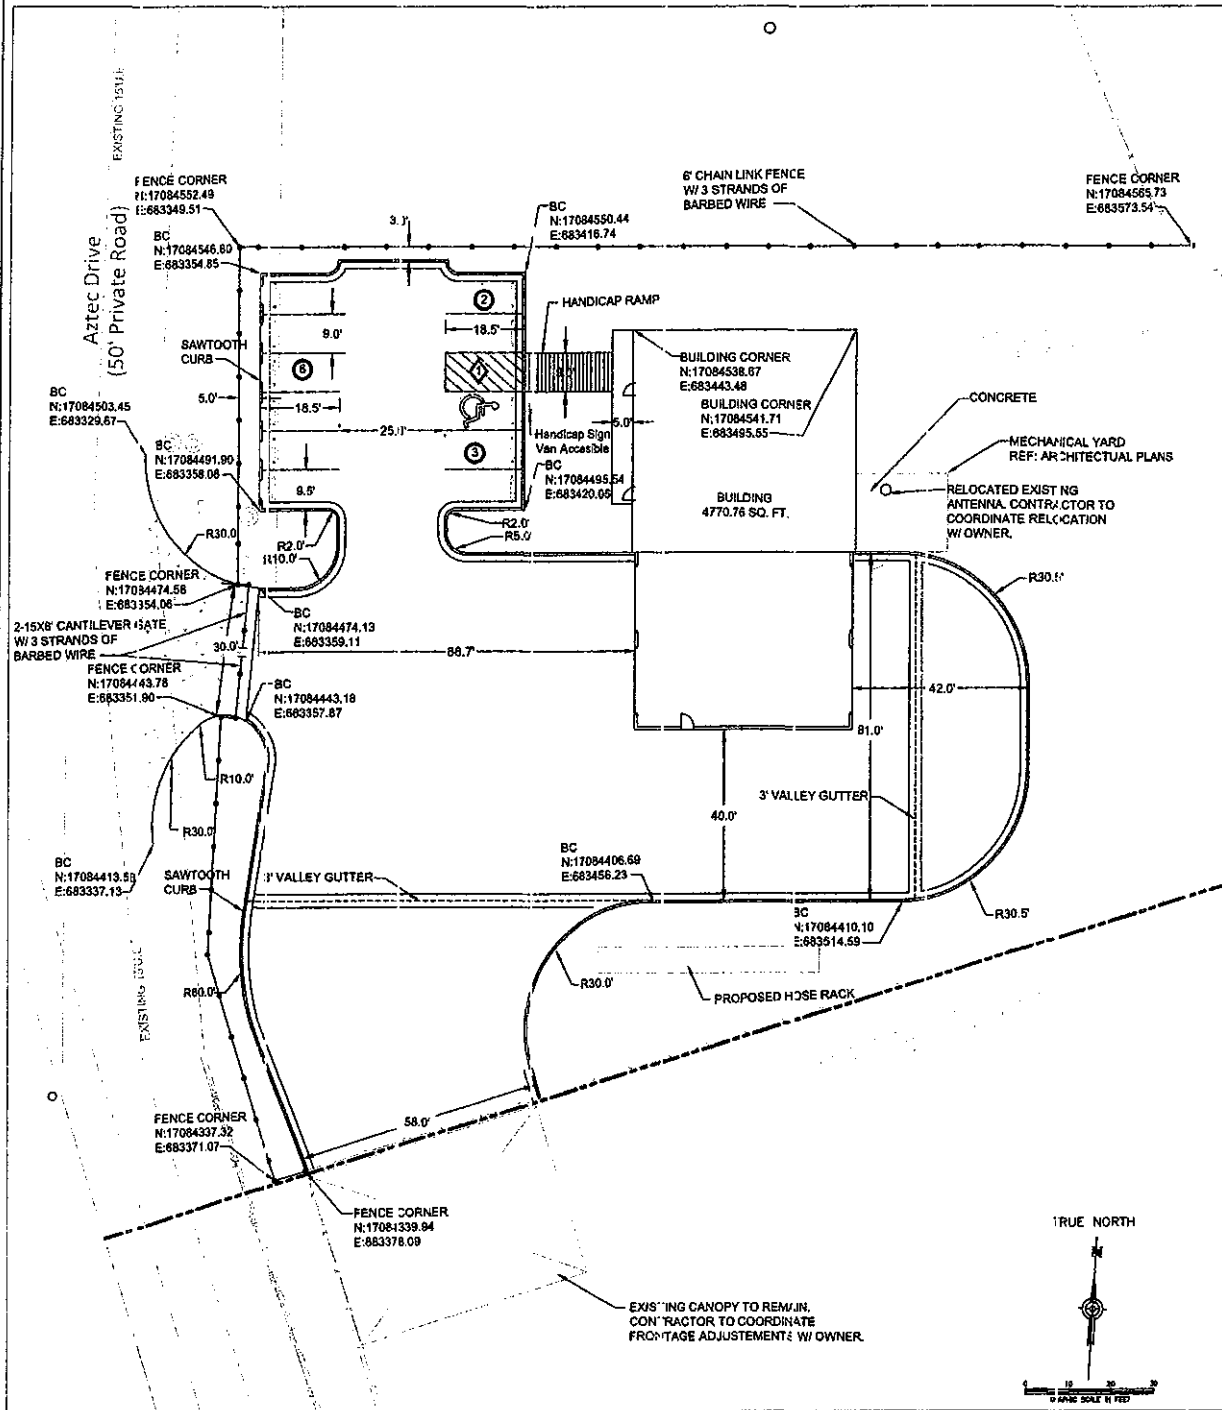 Aztec Drive
(50' Private Road)
FENCE CORNER
N:17084552.49
E:683349.51
BC
N:17084546.80
E:683354.85
3.0'
BC
N:17084550.44
E:683416.74
6' CHAIN LINK FENCE
W/ 3 STRANDS OF
BARBED WIRE
FENCE CORNER
N:17084565.73
E:683573.54
HANDICAP RAMP
2
18.5'
9.0'
SAWTOOTH
CURB
6
1
5.0'
18.5'
25.0'
BUILDING CORNER
N:17084538.67
E:683443.48
BUILDING CORNER
N:17084541.71
E:683495.55
CONCRETE
BC
N:17084503.45
E:683329.67
5.0'
Handicap Sign
Van Accesible
3
MECHANICAL YARD
REF: ARCHITECTUAL PLANS
BC
N:17084491.90
E:683358.08
BC
N:17084495.54
E:683420.05
9.5'
BUILDING
4770.76 SQ. FT.
RELOCATED EXISTING
ANTENNA. CONTRACTOR TO
COORDINATE RELOCATION
W/ OWNER.
R30.0'
R2.0'
R10.0'
R2.0'
R5.0'
R30.5'
FENCE CORNER
N:17084474.58
E:683354.06
BC
N:17084474.13
E:683359.11
2-15X6' CANTILEVER GATE
W/ 3 STRANDS OF
BARBED WIRE
30.0'
88.7'
FENCE CORNER
N:17084443.78
E:683351.90
BC
N:17084443.18
E:683357.87
42.0'
81.0'
R10.0'
R30.0'
3' VALLEY GUTTER
40.0'
BC
N:17084413.58
E:683337.13
SAWTOOTH
CURB
3' VALLEY GUTTER
BC
N:17084406.69
E:683456.23
BC
N:17084410.10
E:683514.59
R30.5'
R30.0'
R60.0'
PROPOSED HOSE RACK
58.0'
FENCE CORNER
N:17084337.32
E:683371.07
FENCE CORNER
N:17084339.94
E:683378.09
EXISTING CANOPY TO REMAIN.
CONTRACTOR TO COORDINATE
FRONTAGE ADJUSTEMENTS W/ OWNER.
TRUE NORTH
N
0 10 20 30
GRAPHIC SCALE IN FEET